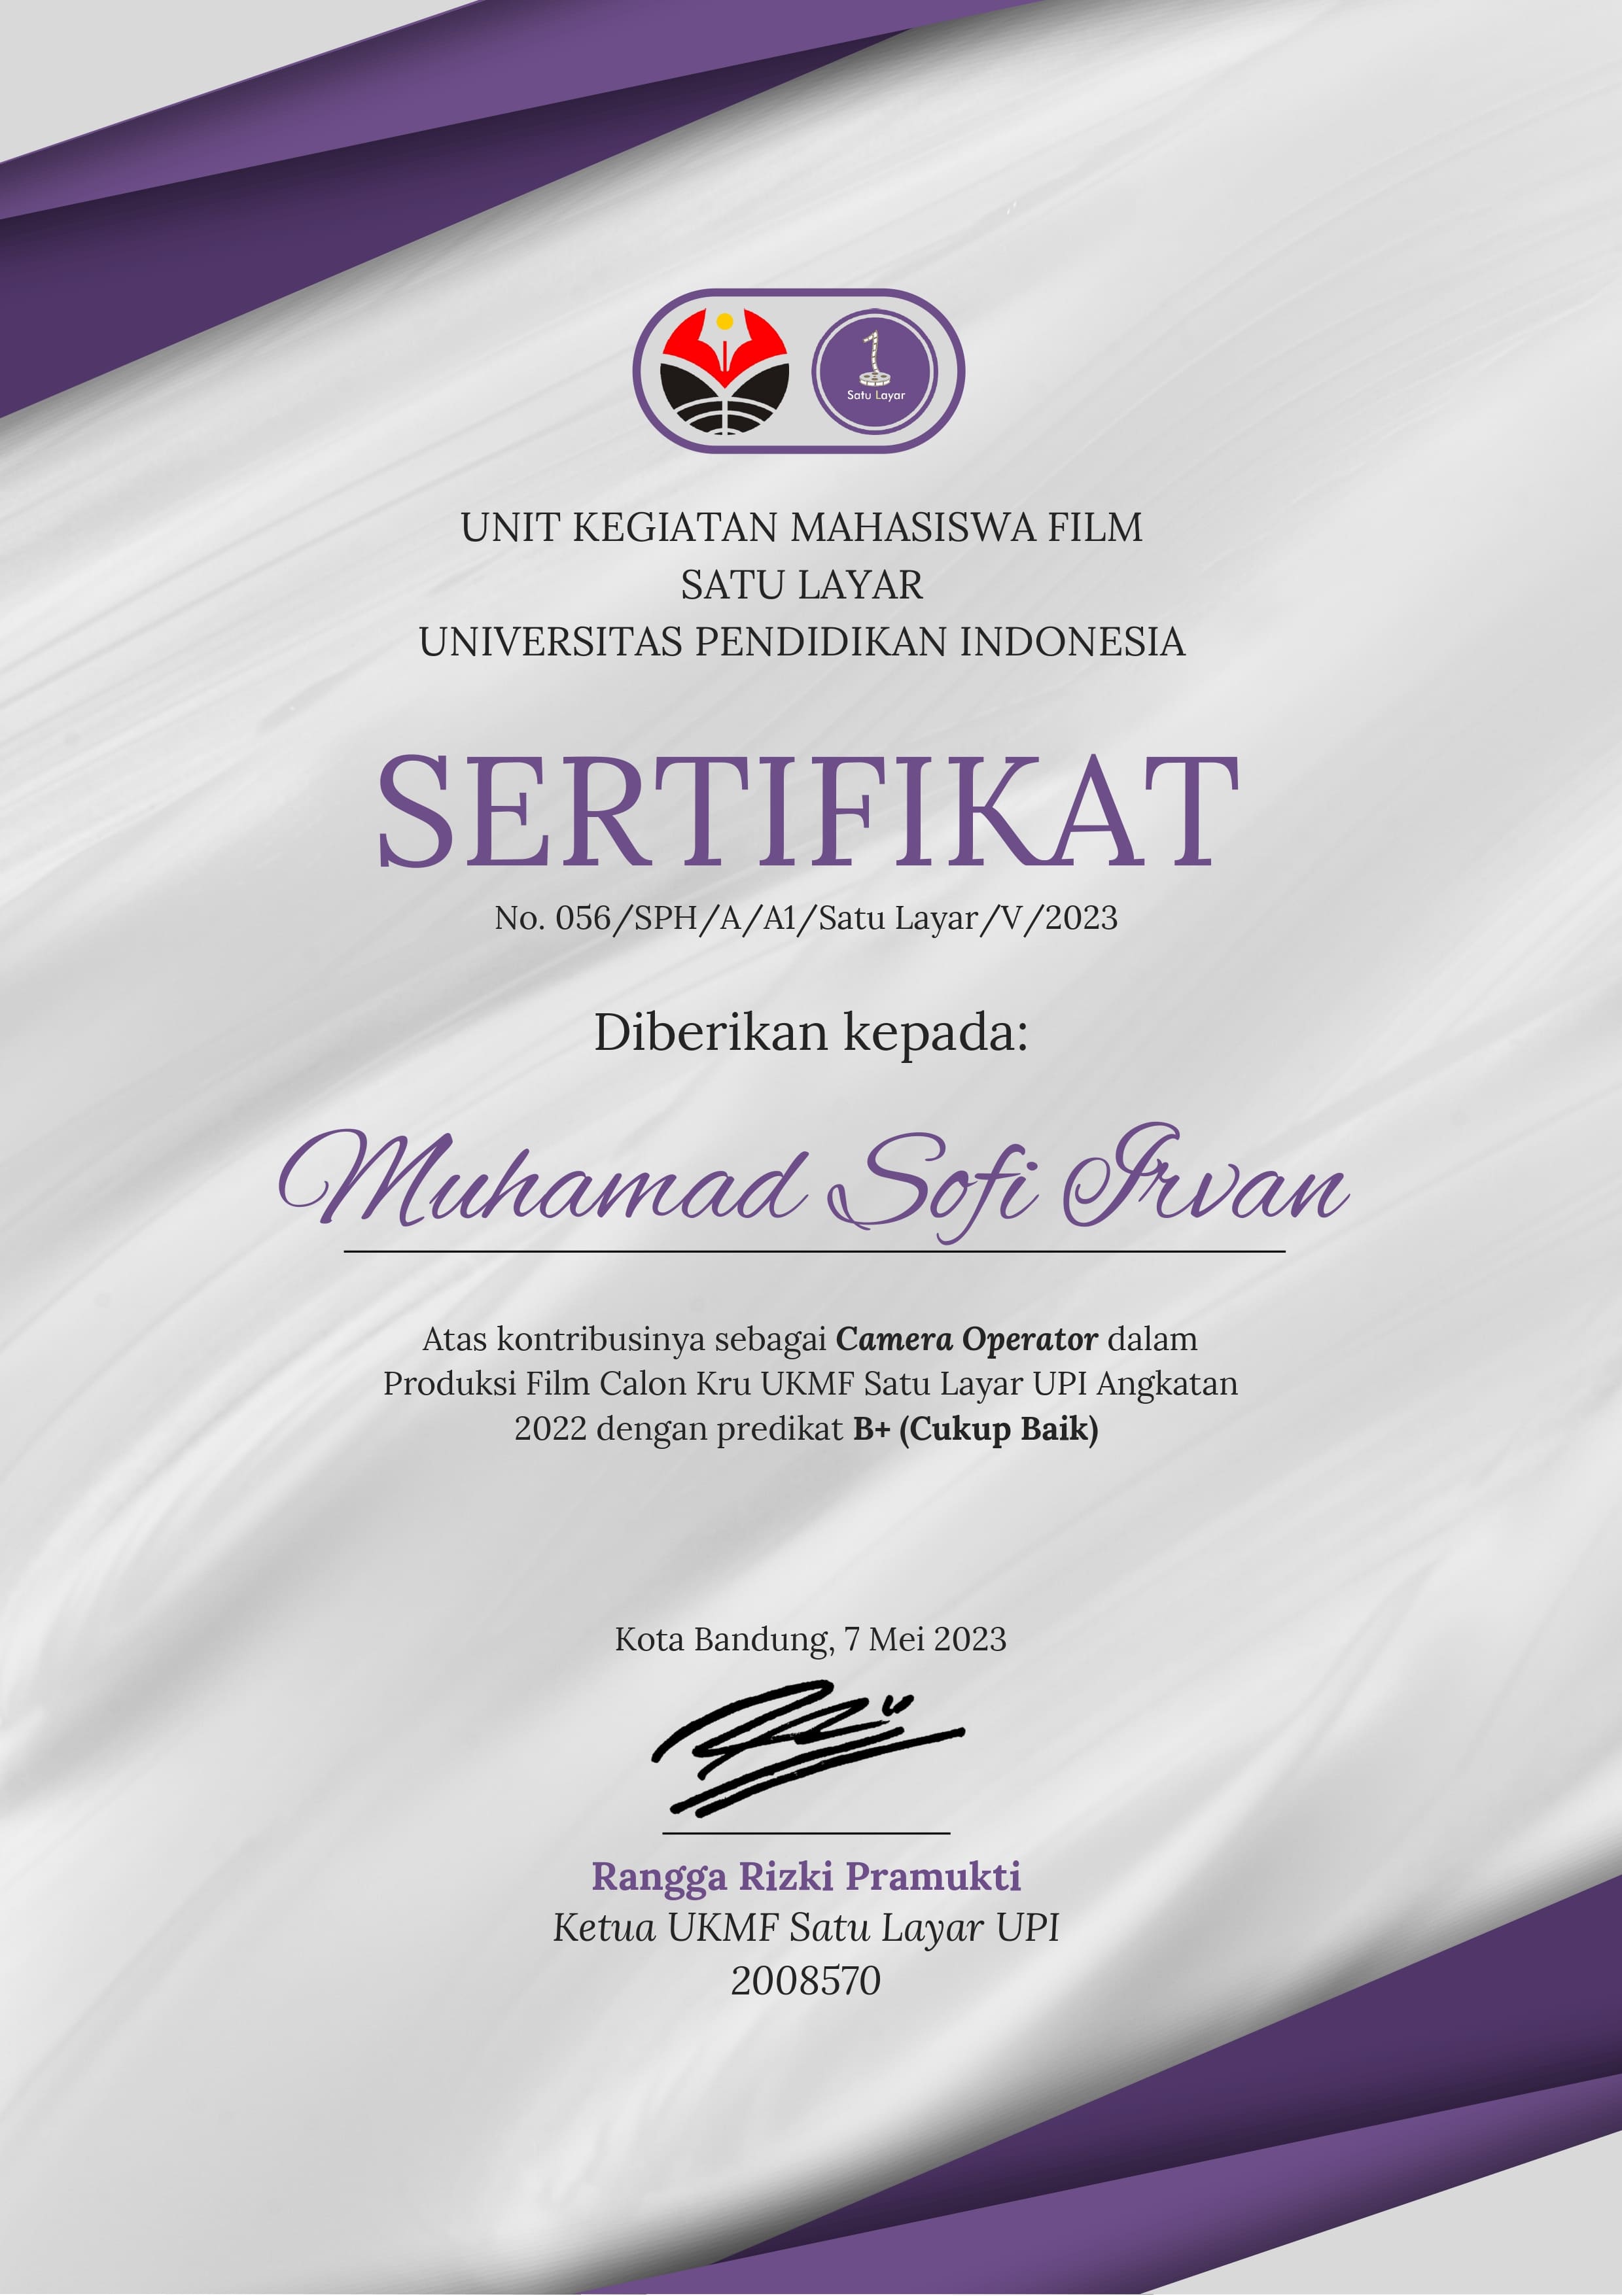 Satu Layar
UNIT KEGIATAN MAHASISWA FILM
SATU LAYAR
UNIVERSITAS PENDIDIKAN INDONESIA
SERTIFIKAT
No. 056/SPH/A/A1/Satu Layar/V/2023
Diberikan kepada:
Muhamad Sofi Irvan
Atas kontribusinya sebagai Camera Operator dalam
Produksi Film Calon Kru UKMF Satu Layar UPI Angkatan
2022 dengan predikat B+ (Cukup Baik)
Kota Bandung, 7 Mei 2023
Rangga Rizki Pramukti
Ketua UKMF Satu Layar UPI
2008570